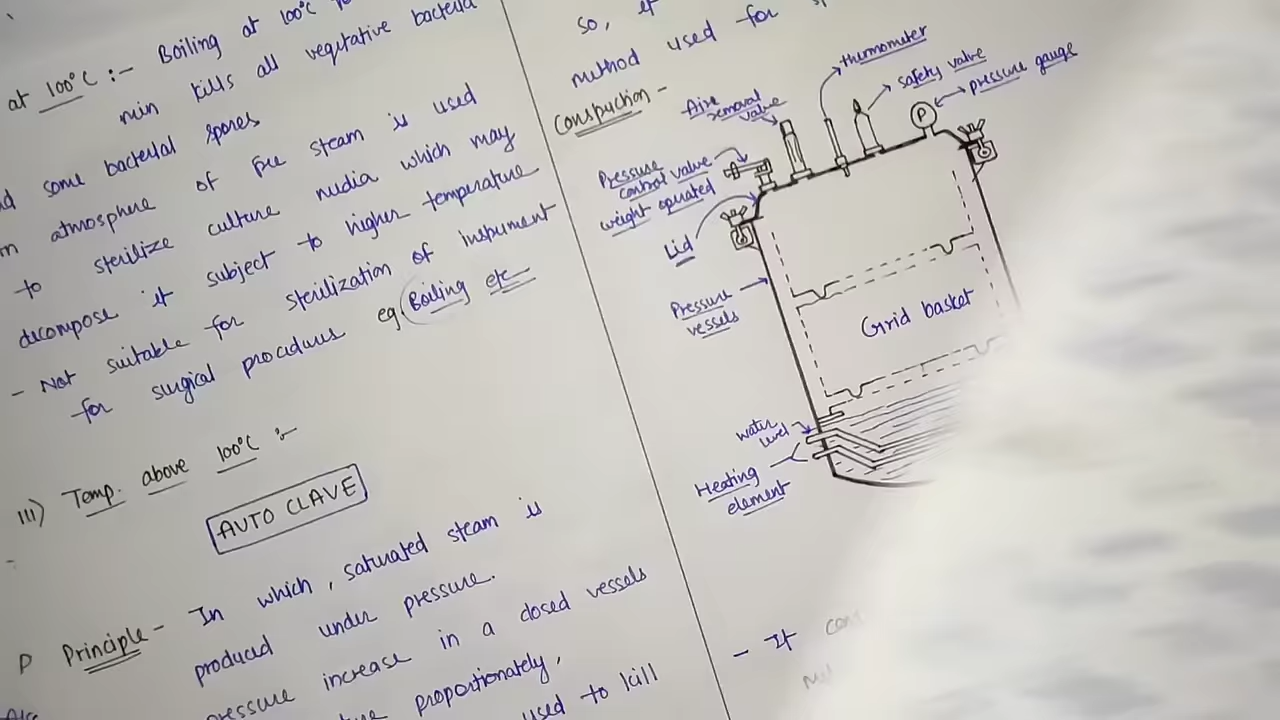 at 100°C :- Boiling at 100°C
min kills all vegetative bacteria
some bacterial spores
atmosphere of free steam is used
to sterilize culture media which may
decompose it subject to higher temperature
- Not suitable for sterilization of instrument
for surgical procedures eg. Boiling etc
III) Temp. above 100°C :-
AUTO CLAVE
Principle - In which, saturated steam is
produced under pressure.
increase in a closed vessels
proportionately,
used to kill
so, it
method used for
Conspuction -
thermometer
safety valve
pressure gauge
P
Aire
removal
valve
Pressure
control valve
weight operated
Lid
Pressure
vessels
Grid basket
water
level
Heating
element
- It